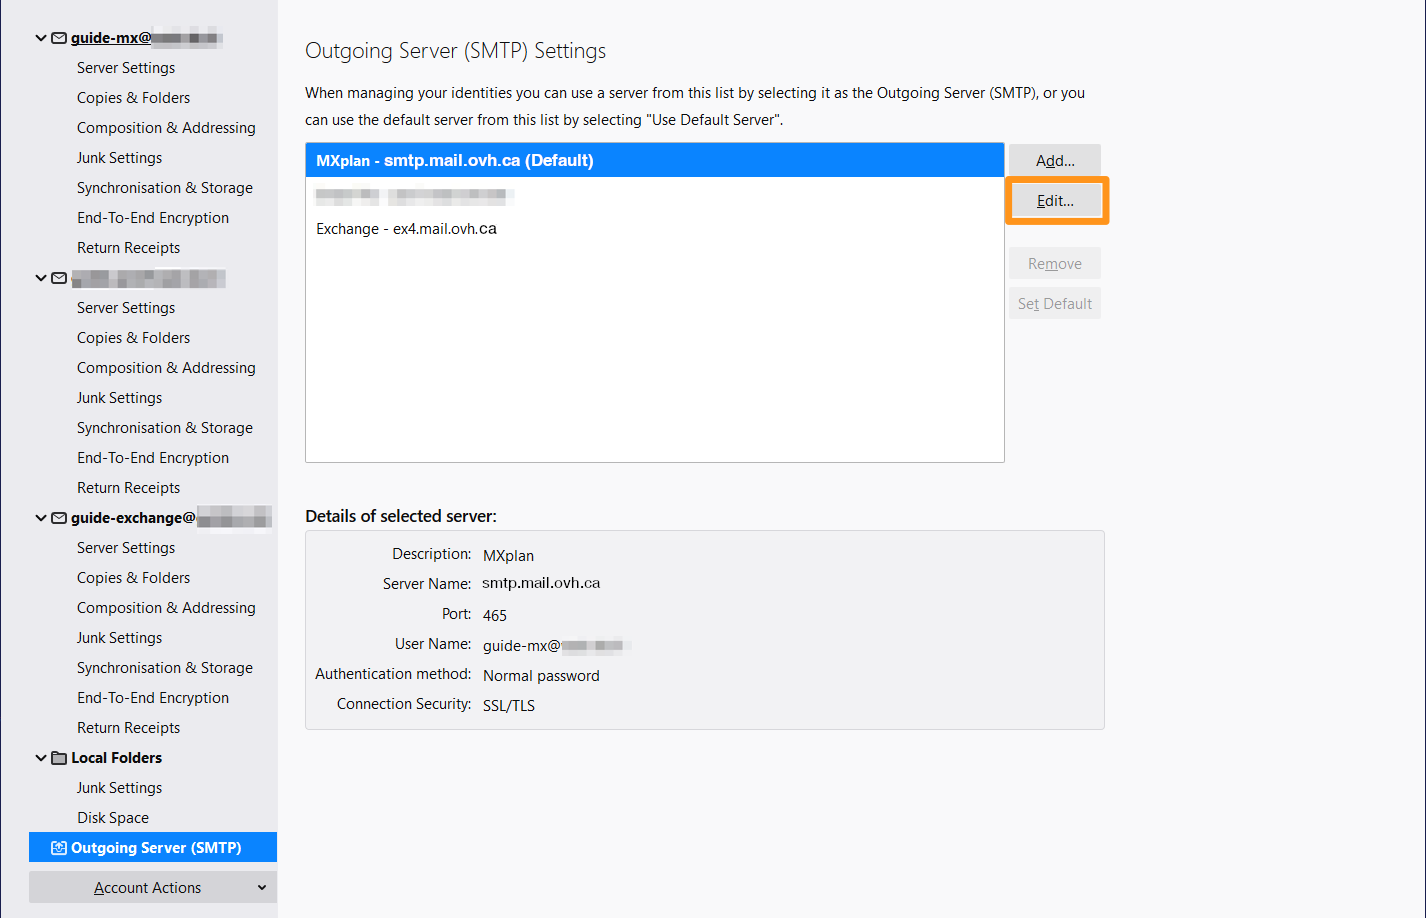 guide-mx@
Server Settings
Copies & Folders
Composition & Addressing
Junk Settings
Synchronisation & Storage
End-To-End Encryption
Return Receipts
Server Settings
Copies & Folders
Composition & Addressing
Junk Settings
Synchronisation & Storage
End-To-End Encryption
Return Receipts
guide-exchange@
Server Settings
Copies & Folders
Composition & Addressing
Junk Settings
Synchronisation & Storage
End-To-End Encryption
Return Receipts
Local Folders
Junk Settings
Disk Space
Outgoing Server (SMTP)
Account Actions
Outgoing Server (SMTP) Settings
When managing your identities you can use a server from this list by selecting it as the Outgoing Server (SMTP), or you
can use the default server from this list by selecting "Use Default Server".
MXplan - smtp.mail.ovh.ca (Default)
Exchange - ex4.mail.ovh.ca
Add...
Edit...
Remove
Set Default
Details of selected server:
Description: MXplan
Server Name: smtp.mail.ovh.ca
Port: 465
User Name: guide-mx@
Authentication method: Normal password
Connection Security: SSL/TLS